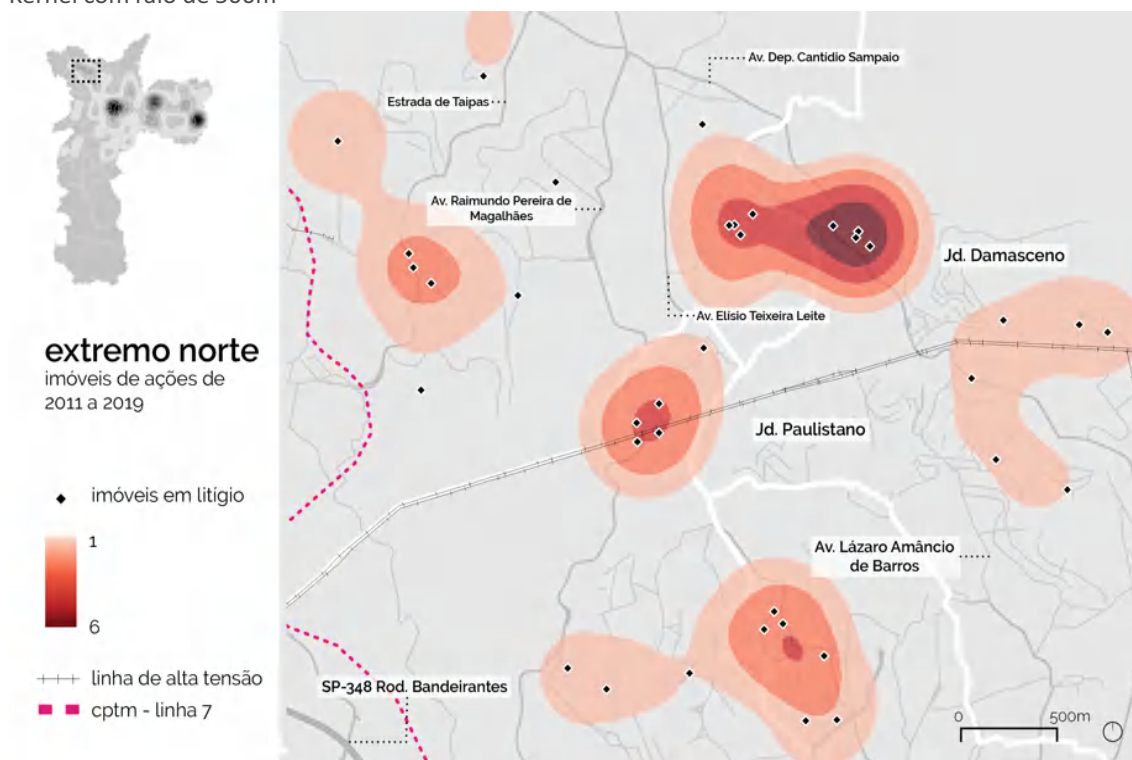 Kernel com raio de 500m
Av. Dep. Cantídio Sampaio
Estrada de Taipas
Av. Raimundo Pereira de
Magalhães
Jd. Damasceno
Av. Elísio Teixeira Leite
extremo norte
imóveis de ações de
2011 a 2019
Jd. Paulistano
imóveis em litígio
1
6
Av. Lázaro Amâncio
de Barros
linha de alta tensão
cptm - linha 7
SP-348 Rod. Bandeirantes
0
500m